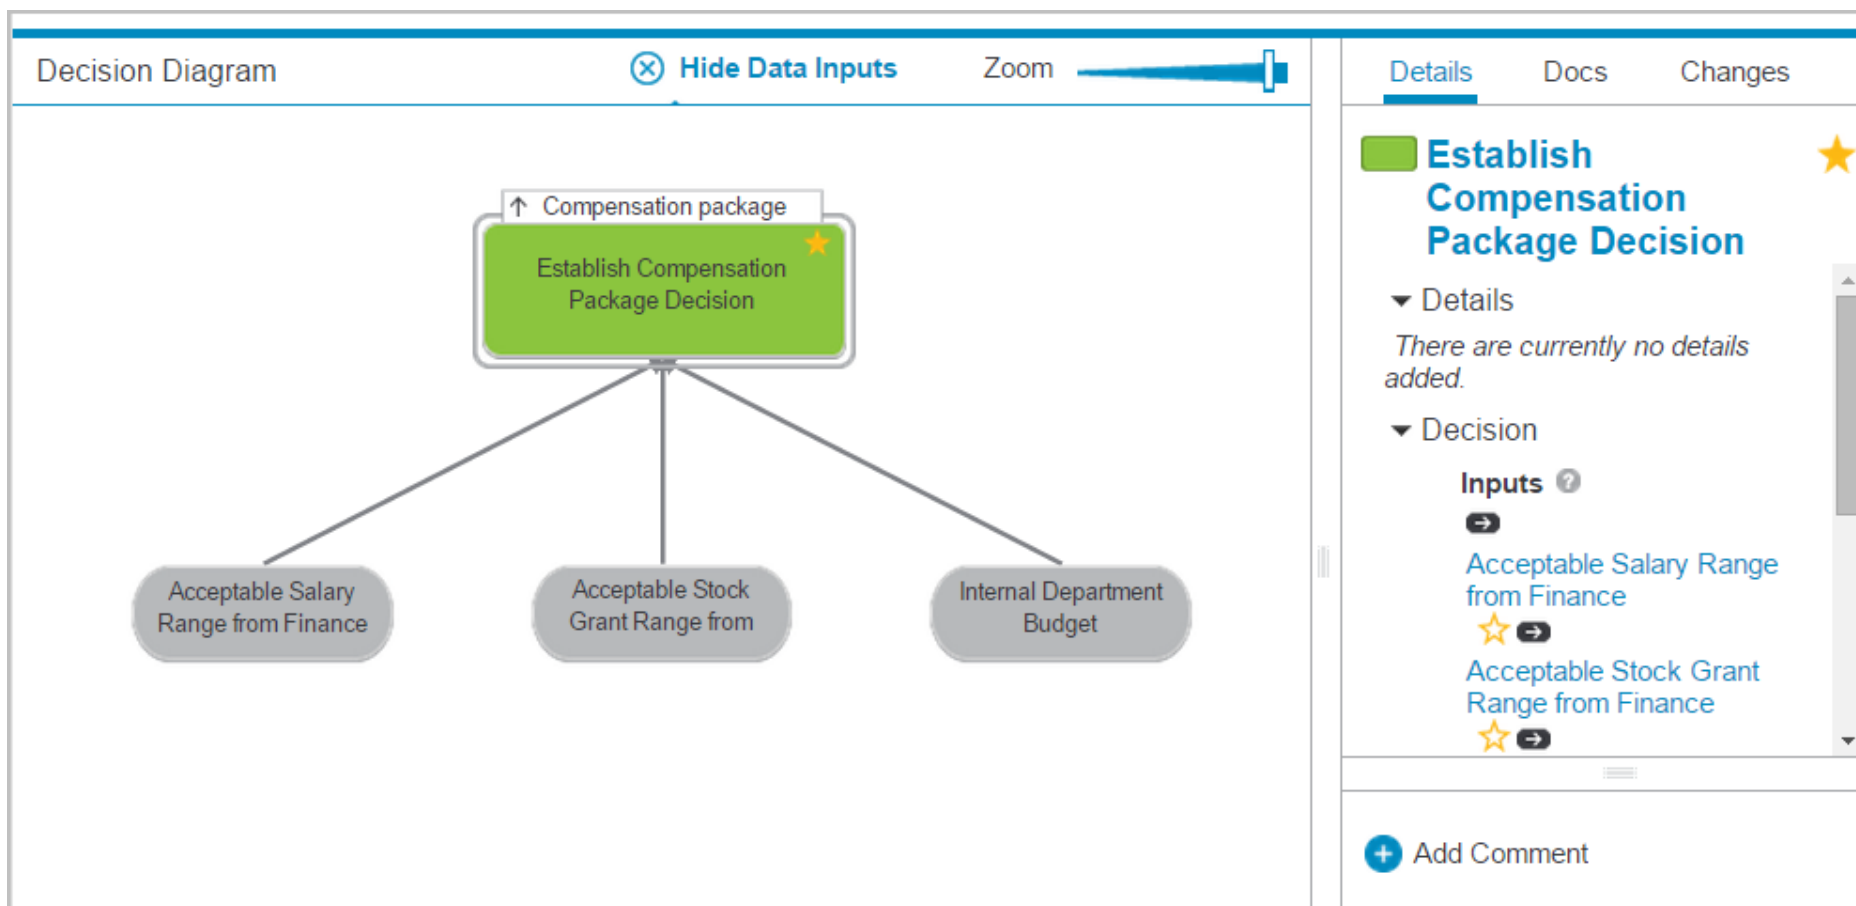 Decision Diagram
Hide Data Inputs
Zoom
Compensation package
Establish Compensation
Package Decision
Acceptable Salary
Range from Finance
Acceptable Stock
Grant Range from
Internal Department
Budget
Details
Docs
Changes
Establish
Compensation
Package Decision
Details
There are currently no details
added.
Decision
Inputs ?
Acceptable Salary Range
from Finance
Acceptable Stock Grant
Range from Finance
Add Comment